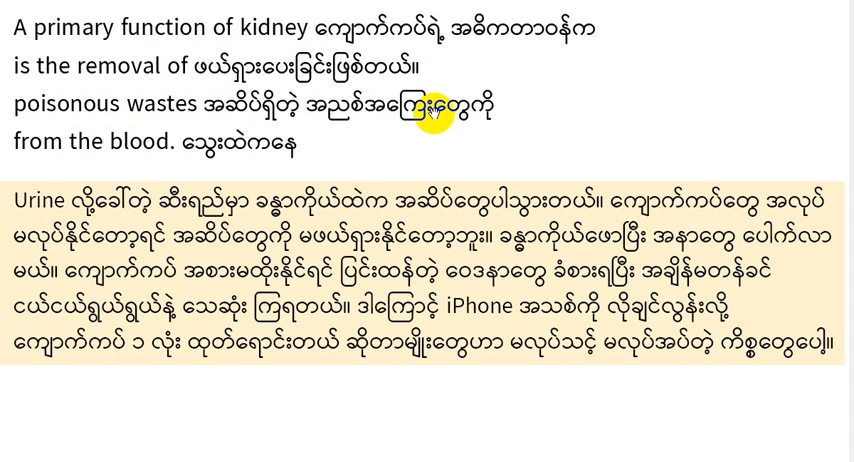 A primary function of kidney ကျောက်ကပ်ရဲ့ အဓိကတာဝန်က
is the removal of ဖယ်ရှားပေးခြင်းဖြစ်တယ်။
poisonous wastes အဆိပ်ရှိတဲ့ အညစ်အကြေးတွေကို
from the blood. သွေးထဲကနေ
Urine လို့ခေါ်တဲ့ ဆီးရည်မှာ ခန္ဓာကိုယ်ထဲက အဆိပ်တွေပါသွားတယ်။ ကျောက်ကပ်တွေ အလုပ်
မလုပ်နိုင်တော့ရင် အဆိပ်တွေကို မဖယ်ရှားနိုင်တော့ဘူး။ ခန္ဓာကိုယ်ဖောပြီး အနာတွေ ပေါက်လာ
မယ်။ ကျောက်ကပ် အစားမထိုးနိုင်ရင် ပြင်းထန်တဲ့ ဝေဒနာတွေ ခံစားရပြီး အချိန်မတန်ခင်
ငယ်ငယ်ရွယ်ရွယ်နဲ့ သေဆုံး ကြရတယ်။ ဒါကြောင့် iPhone အသစ်ကို လိုချင်လွန်းလို့
ကျောက်ကပ် ၁ လုံး ထုတ်ရောင်းတယ် ဆိုတာမျိုးတွေဟာ မလုပ်သင့် မလုပ်အပ်တဲ့ ကိစ္စတွေပေါ့။